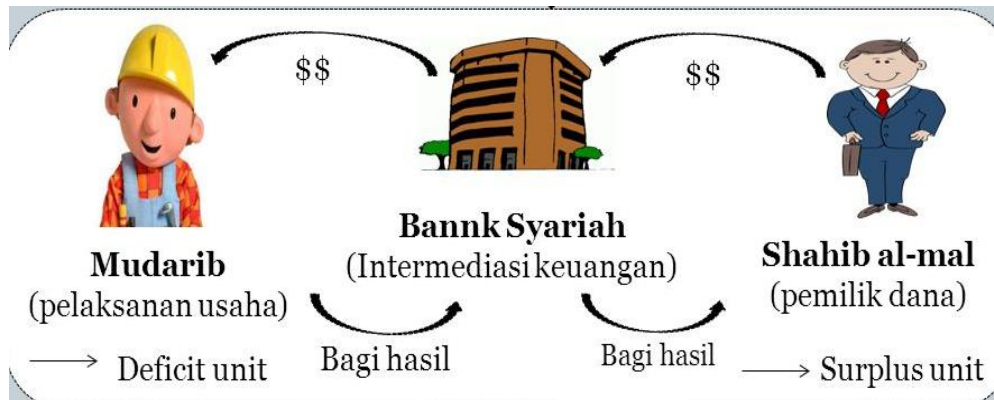 $$
$$
Mudarib
(pelaksanan usaha)
Deficit unit
Bannk Syariah
(Intermediasi keuangan)
Shahib al-mal
(pemilik dana)
Surplus unit
Bagi hasil
Bagi hasil